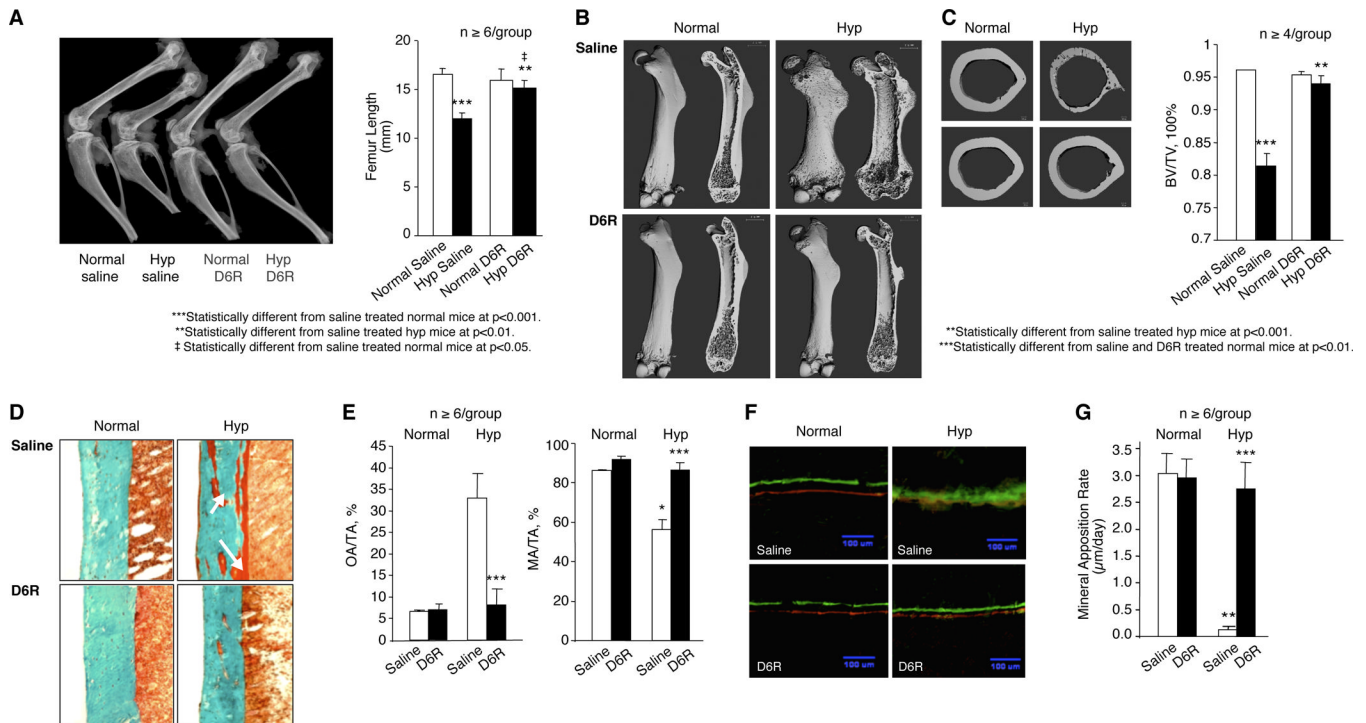 A
n ≥ 6/group
20
15
10
5
0
Femur Length
(mm)
***
‡
**
Normal Saline
Hyp Saline
Normal D6R
Hyp D6R
Normal
saline
Hyp
saline
Normal
D6R
Hyp
D6R
***Statistically different from saline treated normal mice at p<0.001.
**Statistically different from saline treated hyp mice at p<0.01.
‡ Statistically different from saline treated normal mice at p<0.05.
B
Normal
Hyp
Saline
D6R
C
Normal
Hyp
n ≥ 4/group
0.95
0.9
0.85
0.8
0.75
0.7
1
BV/TV, 100%
***
**
Normal Saline
Hyp Saline
Normal D6R
Hyp D6R
**Statistically different from saline treated hyp mice at p<0.001.
***Statistically different from saline and D6R treated normal mice at p<0.01.
D
Normal
Hyp
Saline
D6R
E
n ≥ 6/group
Normal
Hyp
45
40
35
30
25
20
15
10
5
0
OA/TA, %
***
Saline
D6R
Saline
D6R
Normal
Hyp
100
80
60
40
20
0
MA/TA, %
*
***
Saline
D6R
Saline
D6R
F
Normal
Hyp
Saline
100 um
Saline
100 um
D6R
100 um
D6R
100 um
G
n ≥ 6/group
Normal
Hyp
4.0
3.5
3.0
2.5
2.0
1.5
1.0
0.5
0.0
Mineral Apposition Rate
(µm/day)
**
***
Saline
D6R
Saline
D6R